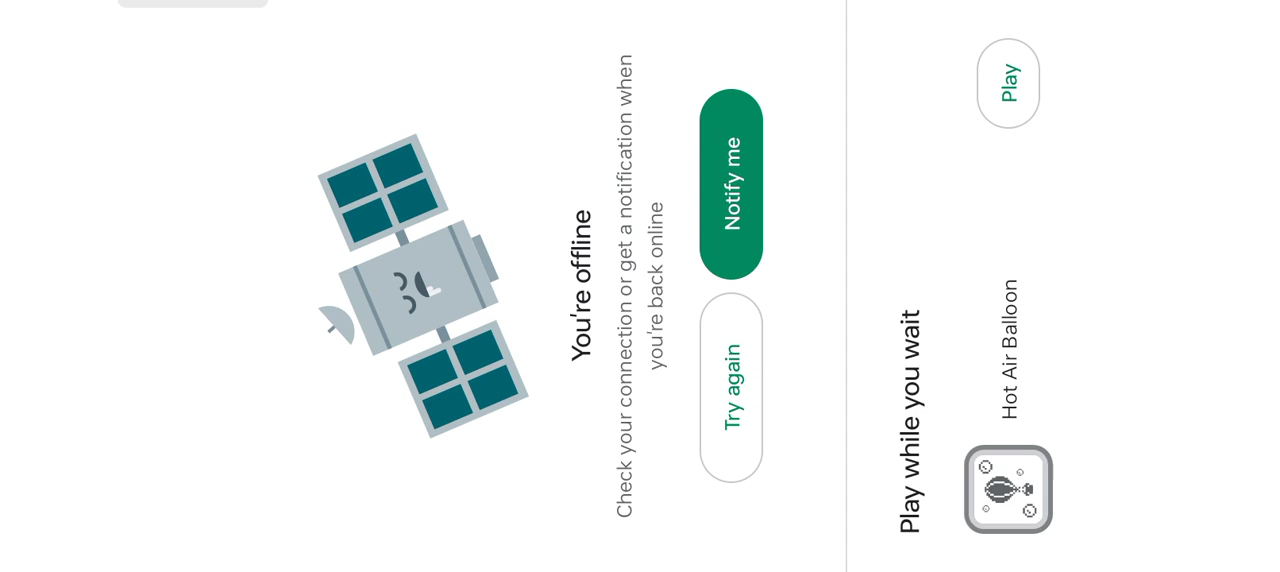 You're offline
Check your connection or get a notification when
you're back online
Try again
Notify me
Play while you wait
Hot Air Balloon
Play